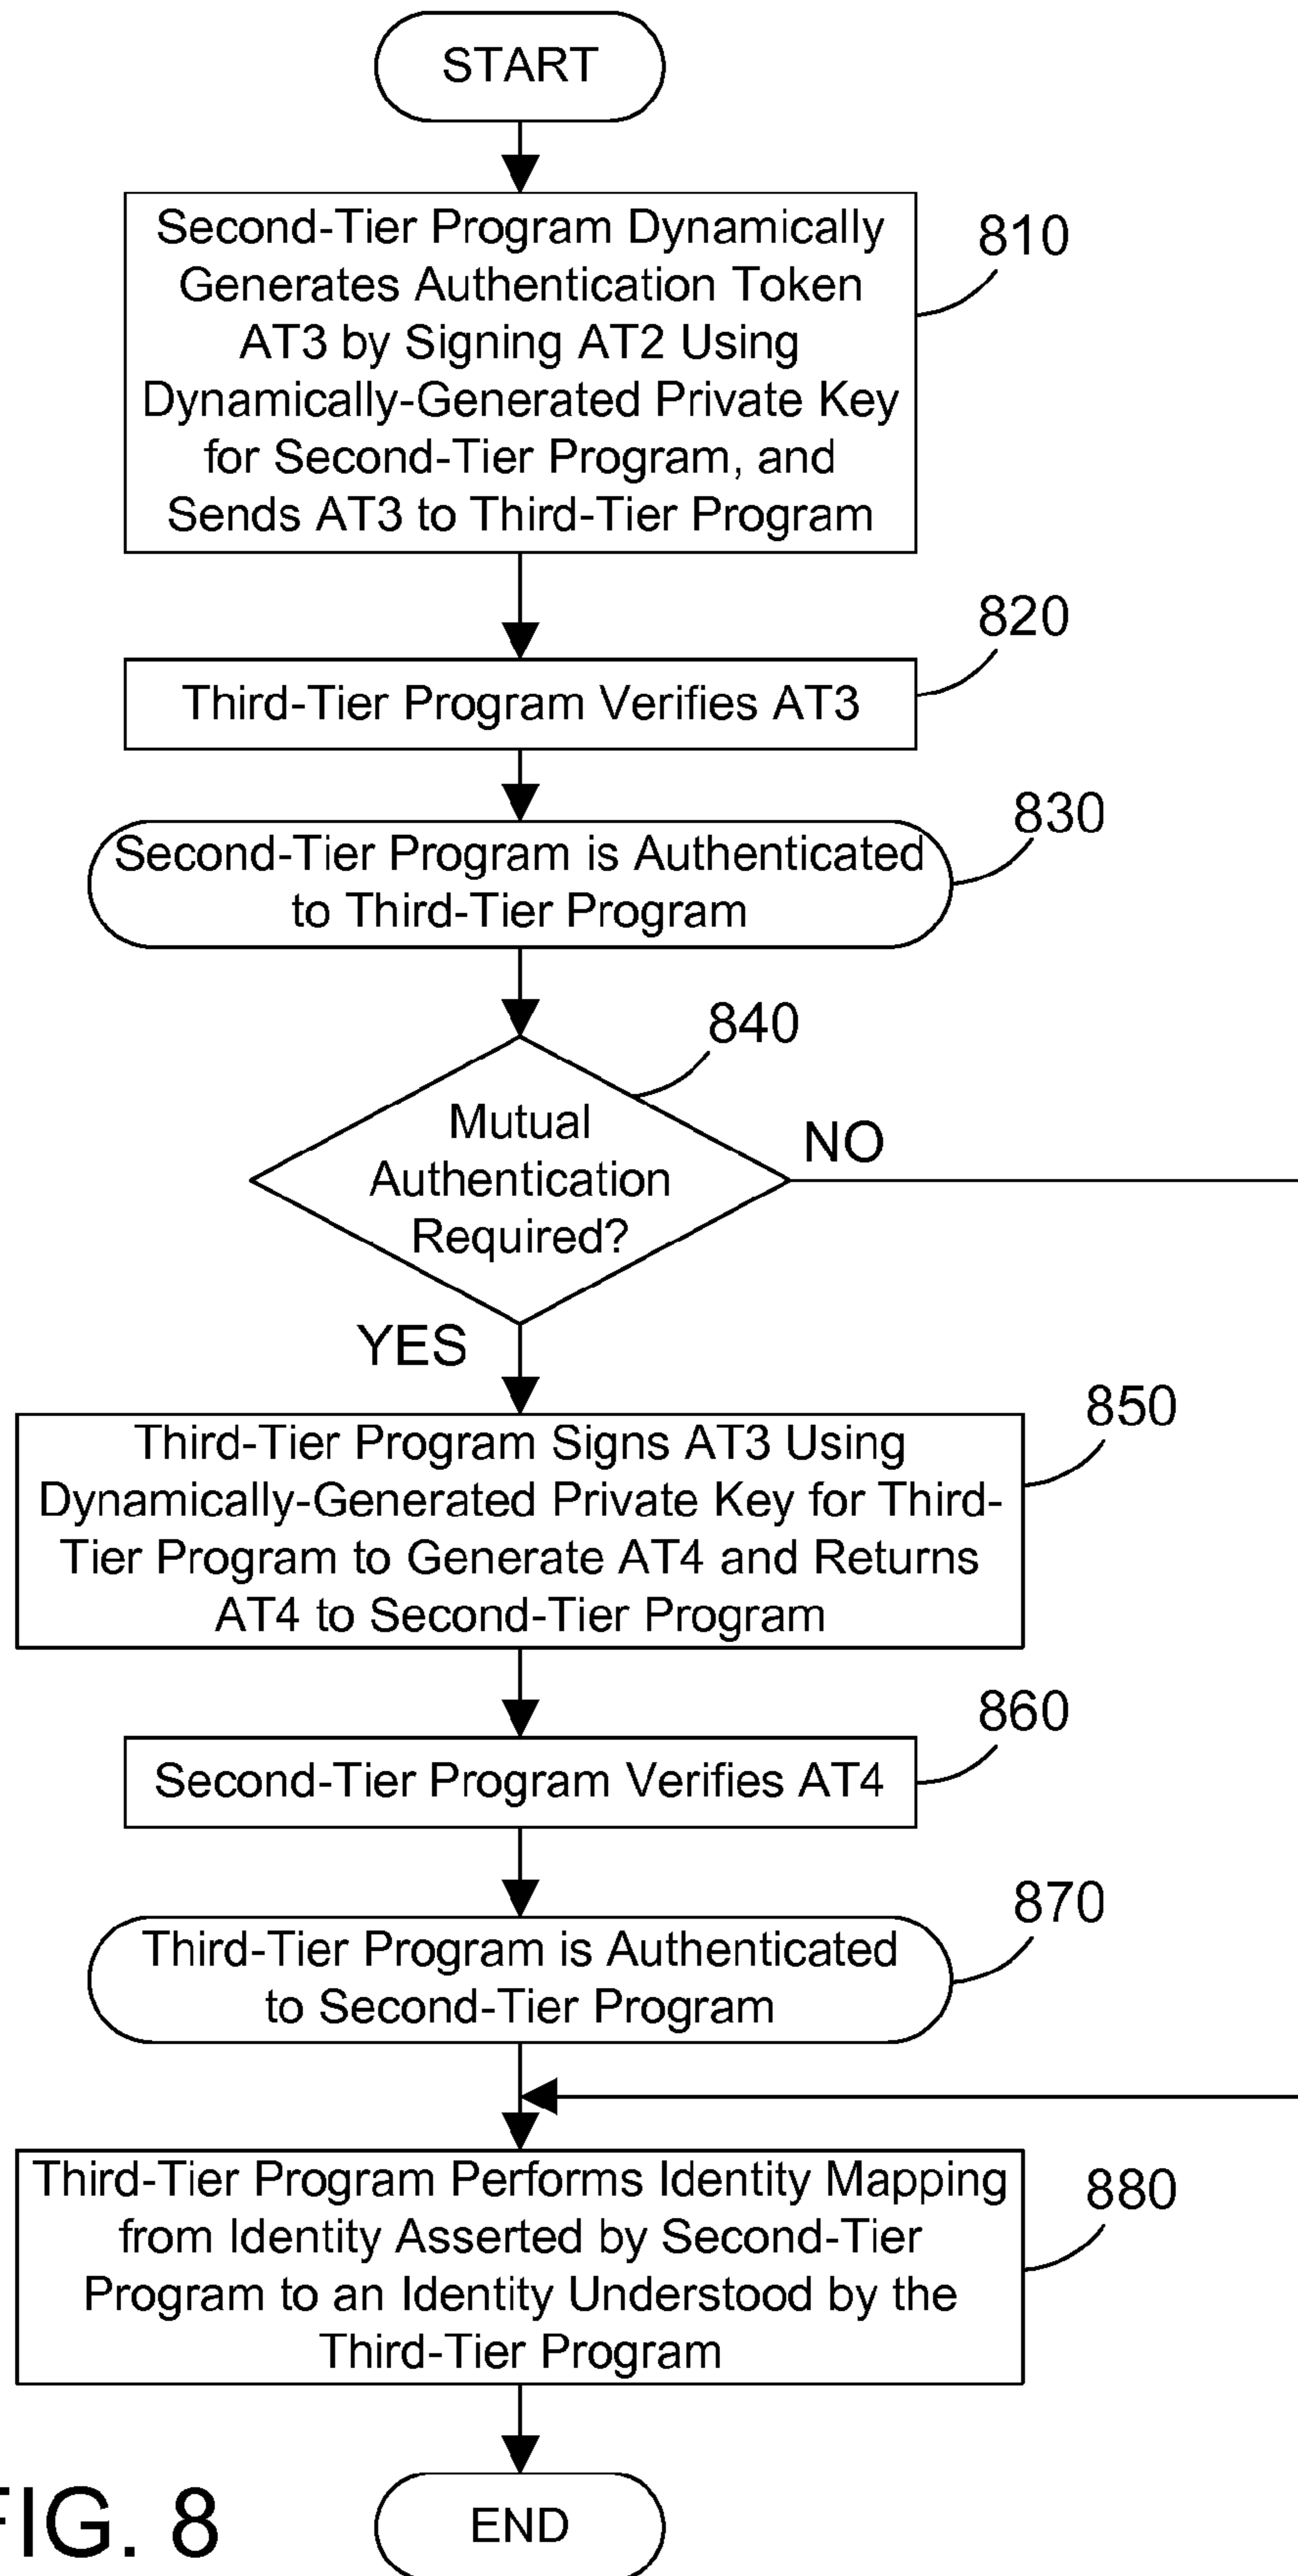 START
Second-Tier Program Dynamically
Generates Authentication Token
AT3 by Signing AT2 Using
Dynamically-Generated Private Key
for Second-Tier Program, and
Sends AT3 to Third-Tier Program
810
820
Third-Tier Program Verifies AT3
830
Second-Tier Program is Authenticated
to Third-Tier Program
840
Mutual
Authentication
Required?
NO
YES
850
Third-Tier Program Signs AT3 Using
Dynamically-Generated Private Key for Third-
Tier Program to Generate AT4 and Returns
AT4 to Second-Tier Program
860
Second-Tier Program Verifies AT4
870
Third-Tier Program is Authenticated
to Second-Tier Program
880
Third-Tier Program Performs Identity Mapping
from Identity Asserted by Second-Tier
Program to an Identity Understood by the
Third-Tier Program
END
FIG. 8